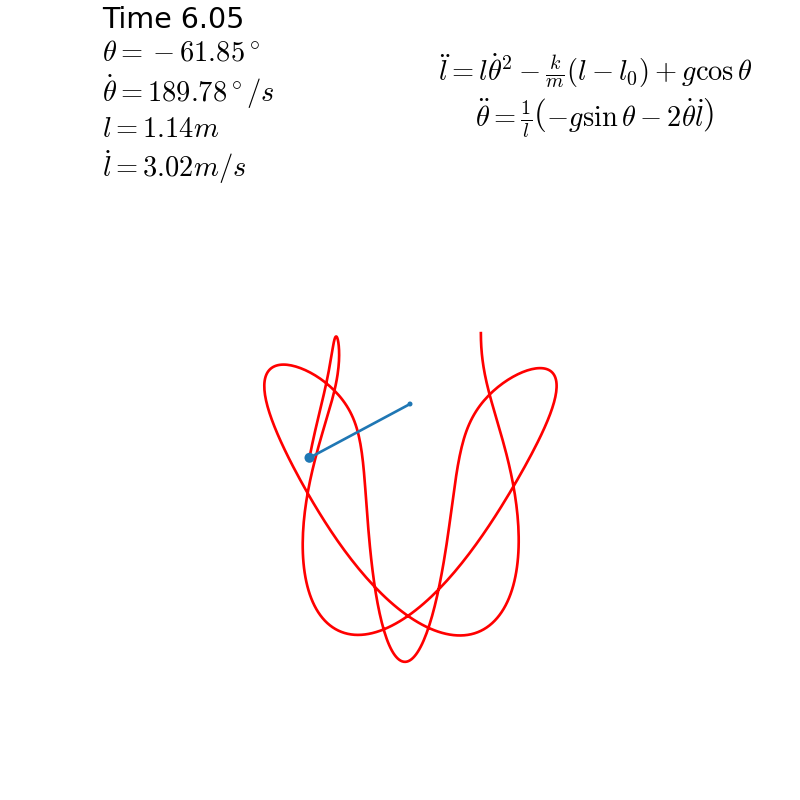 Time 6.05
θ = −61.85°
θ̇ = 189.78°/s
l = 1.14m
l̇ = 3.02m/s
l̈ = lθ̇² − k/m(l − l₀) + g cos θ
θ̈ = 1/l(−g sin θ − 2θ̇l̇)